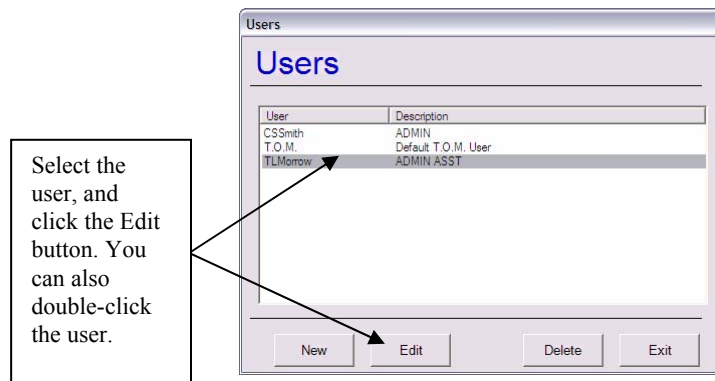 Users
Users
User Description
CSSmith ADMIN
T.O.M. Default T.O.M. User
TLMorrow ADMIN ASST
Select the
user, and
click the Edit
button. You
can also
double-click
the user.
New Edit Delete Exit